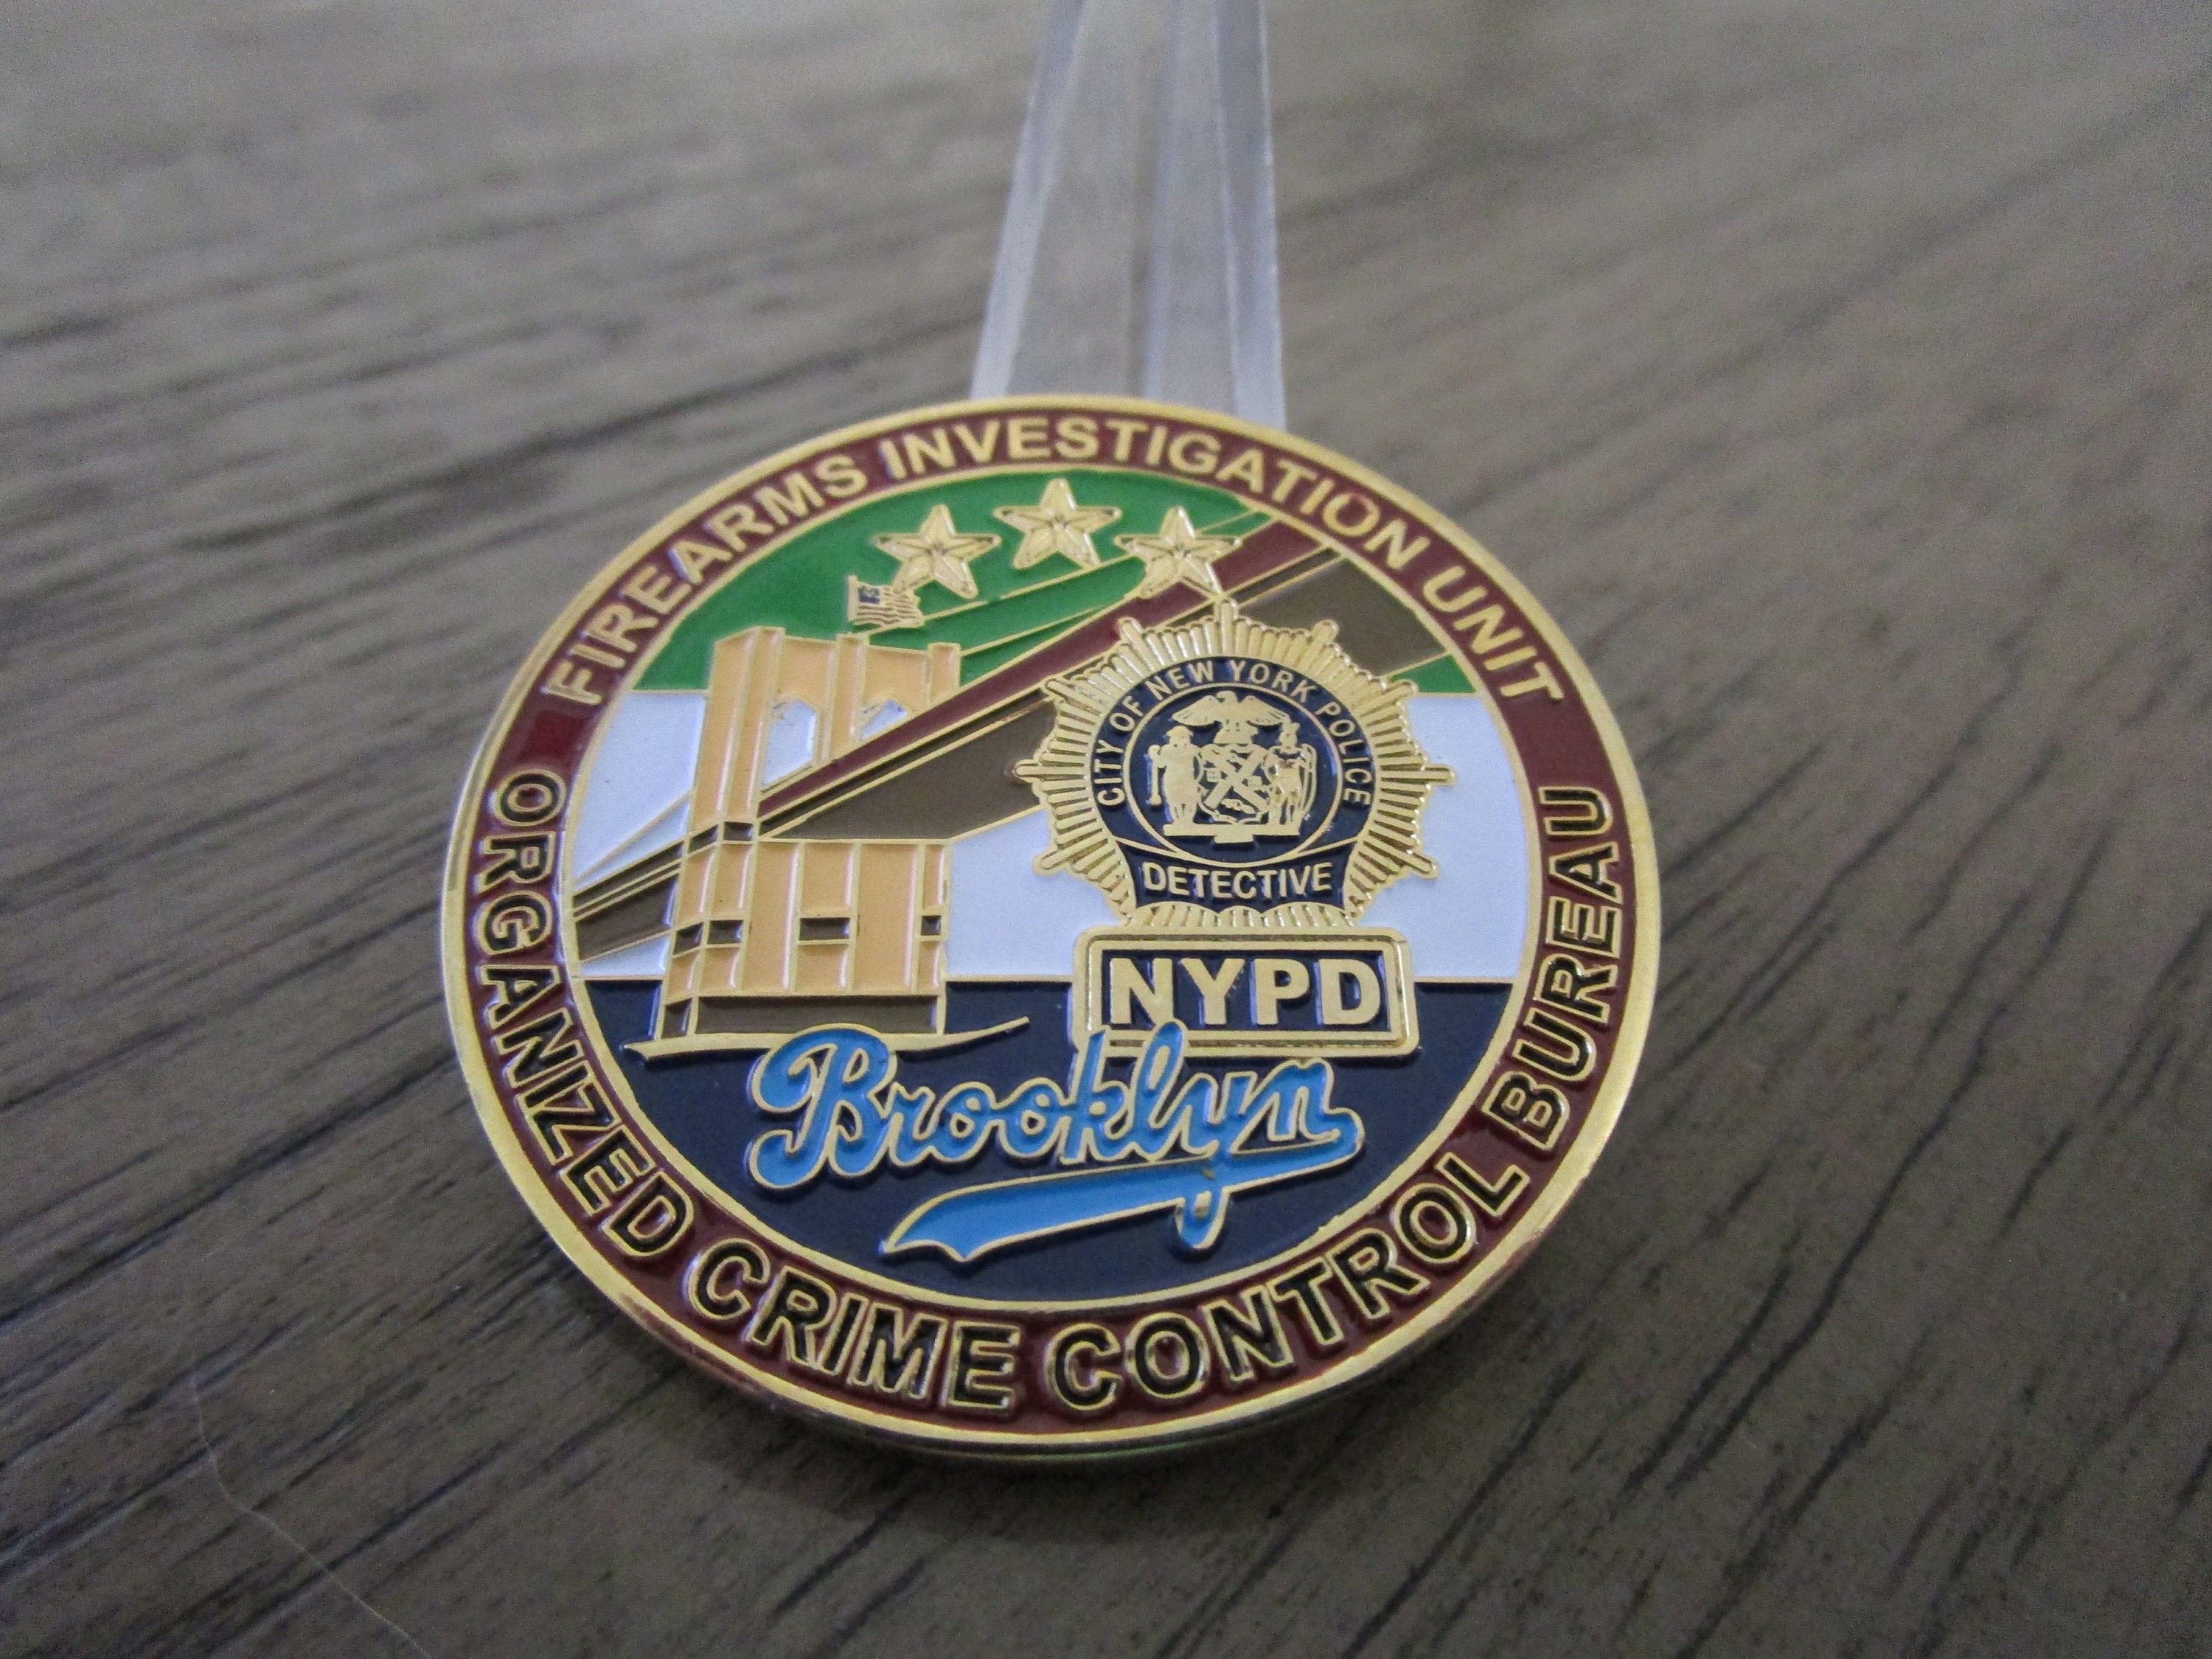 FIREARMS INVESTIGATION UNIT
CITY OF NEW YORK POLICE
DETECTIVE
NYPD
Brooklyn
ORGANIZED CRIME CONTROL BUREAU